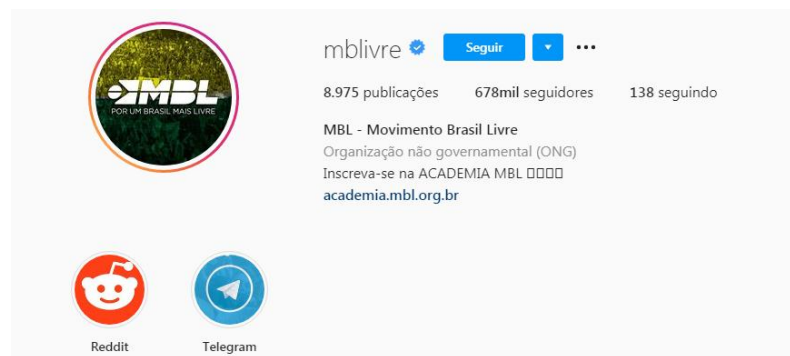 MBL
POR UM BRASIL MAIS LIVRE
mblivre Seguir
8.975 publicações 678mil seguidores 138 seguindo
MBL - Movimento Brasil Livre
Organização não governamental (ONG)
Inscreva-se na ACADEMIA MBL ▯▯▯▯
academia.mbl.org.br
Reddit Telegram